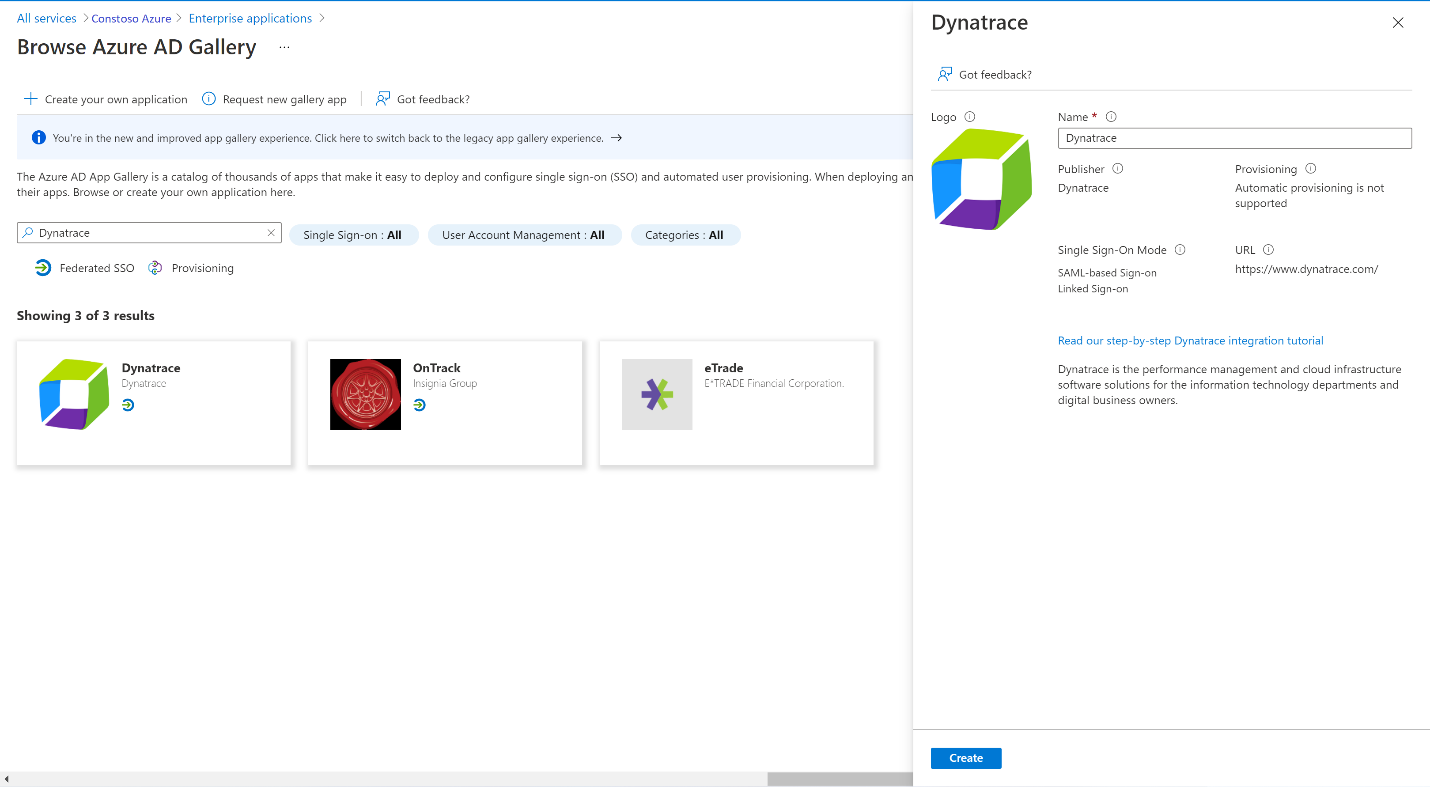 All services > Constoso Azure > Enterprise applications >
Browse Azure AD Gallery ...
Create your own application
Request new gallery app
Got feedback?
You're in the new and improved app gallery experience. Click here to switch back to the legacy app gallery experience. →
The Azure AD App Gallery is a catalog of thousands of apps that make it easy to deploy and configure single sign-on (SSO) and automated user provisioning. When deploying an
their apps. Browse or create your own application here.
Dynatrace
Single Sign-on : All
User Account Management : All
Categories : All
Federated SSO
Provisioning
Showing 3 of 3 results
Dynatrace
Dynatrace
OnTrack
Insignia Group
eTrade
E*TRADE Financial Corporation.
Dynatrace
Got feedback?
Logo
Name *
Dynatrace
Publisher
Dynatrace
Provisioning
Automatic provisioning is not
supported
Single Sign-On Mode
SAML-based Sign-on
Linked Sign-on
URL
https://www.dynatrace.com/
Read our step-by-step Dynatrace integration tutorial
Dynatrace is the performance management and cloud infrastructure
software solutions for the information technology departments and
digital business owners.
Create